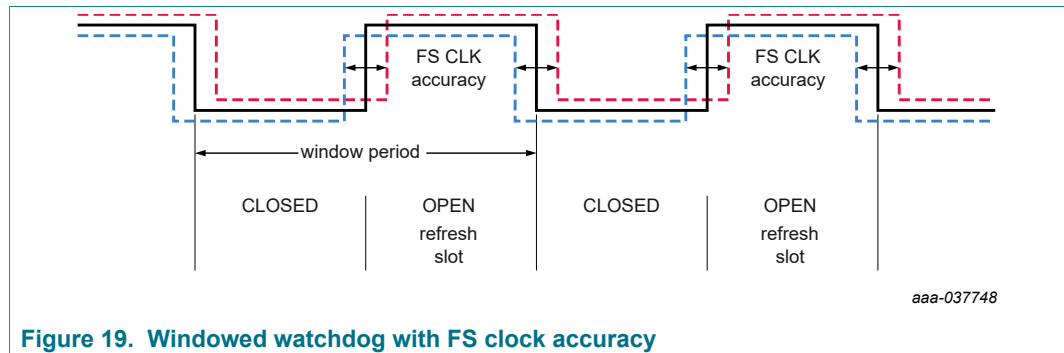 FS CLK
accuracy
FS CLK
accuracy
window period
CLOSED
OPEN
refresh
slot
CLOSED
OPEN
refresh
slot
aaa-037748
Figure 19. Windowed watchdog with FS clock accuracy